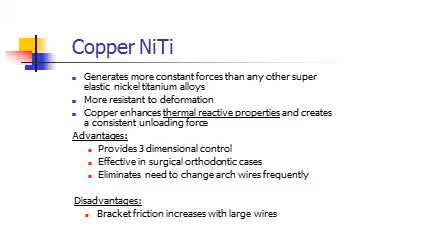 Copper NiTi
Generates more constant forces than any other super
elastic nickel titanium alloys
More resistant to deformation
Copper enhances thermal reactive properties and creates
a consistent unloading force
Advantages:
Provides 3 dimensional control
Effective in surgical orthodontic cases
Eliminates need to change arch wires frequently
Disadvantages:
Bracket friction increases with large wires